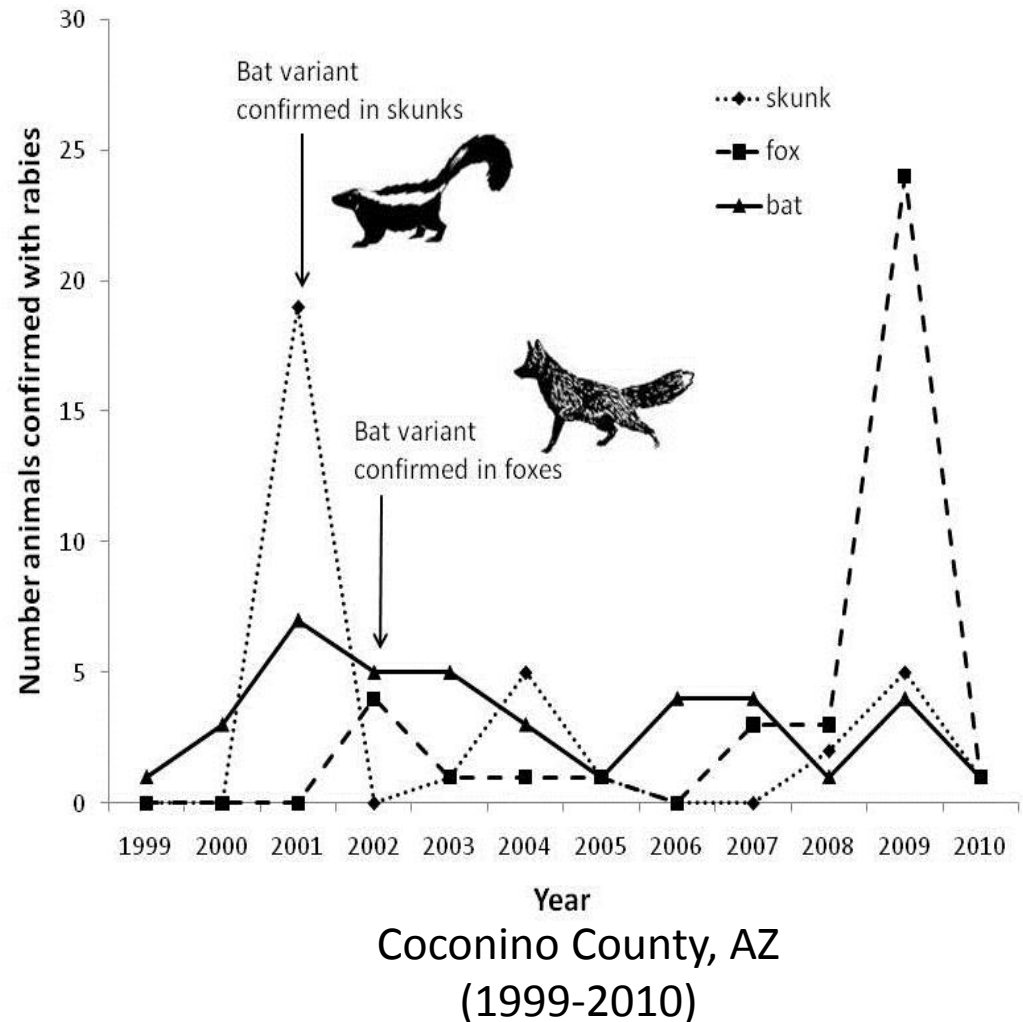 30
25
20
15
10
5
0
Number animals confirmed with rabies
Bat variant
confirmed in skunks
skunk
fox
bat
Bat variant
confirmed in foxes
1999 2000 2001 2002 2003 2004 2005 2006 2007 2008 2009 2010
Year
Coconino County, AZ
(1999-2010)